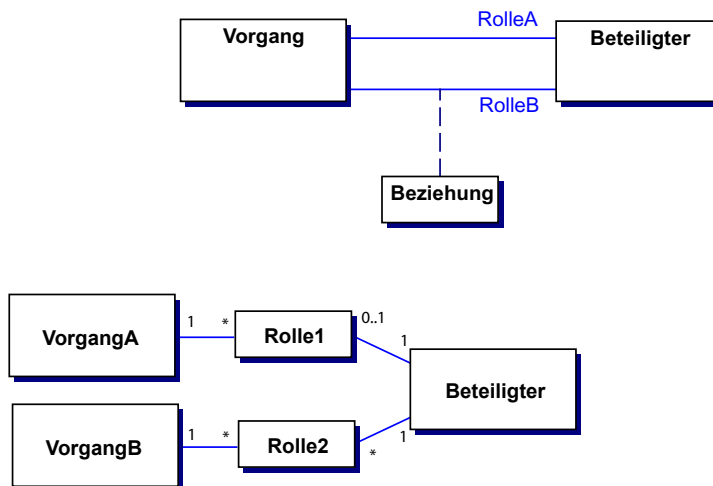 RolleA
Vorgang
Beteiligter
RolleB
Beziehung
0..1
1
*
VorgangA
Rolle1
1
Beteiligter
1
*
1
VorgangB
Rolle2
*